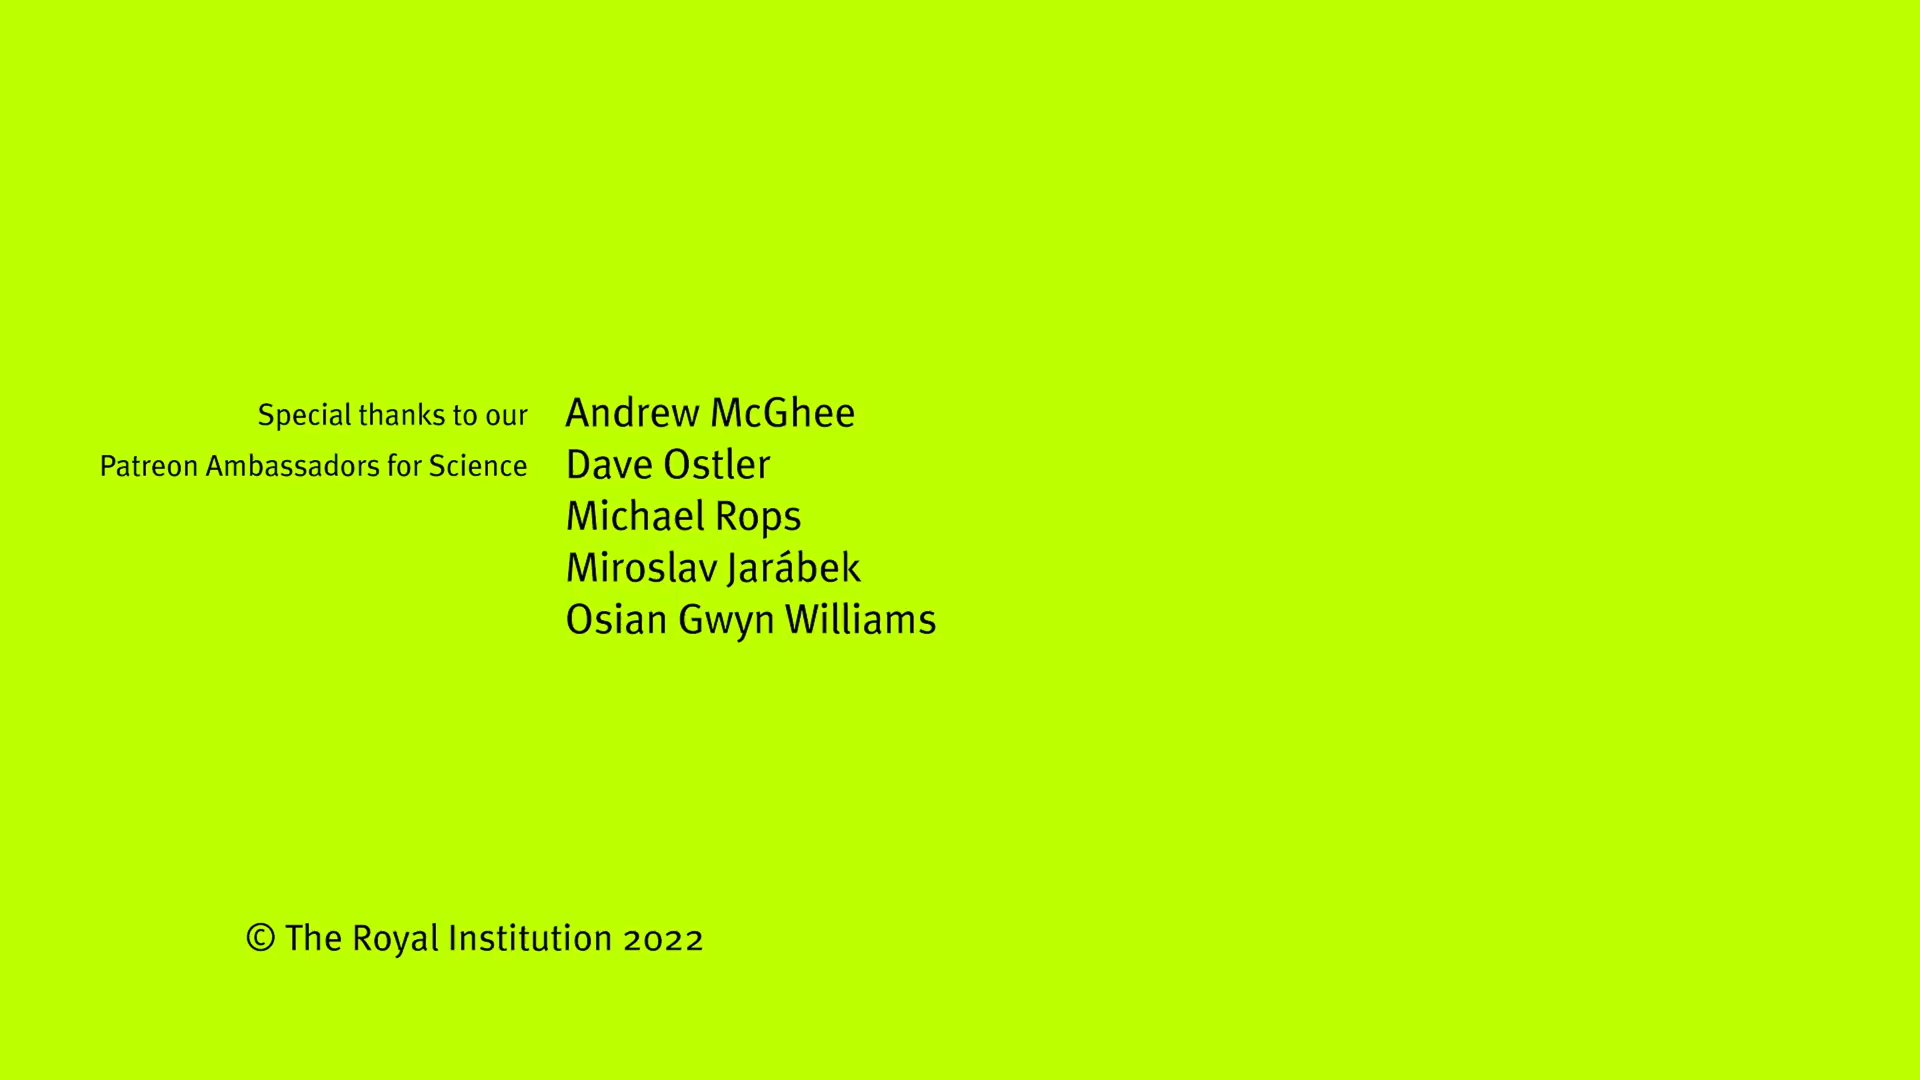 Special thanks to our
Patreon Ambassadors for Science
Andrew McGhee
Dave Ostler
Michael Rops
Miroslav Jarábek
Osian Gwyn Williams
© The Royal Institution 2022